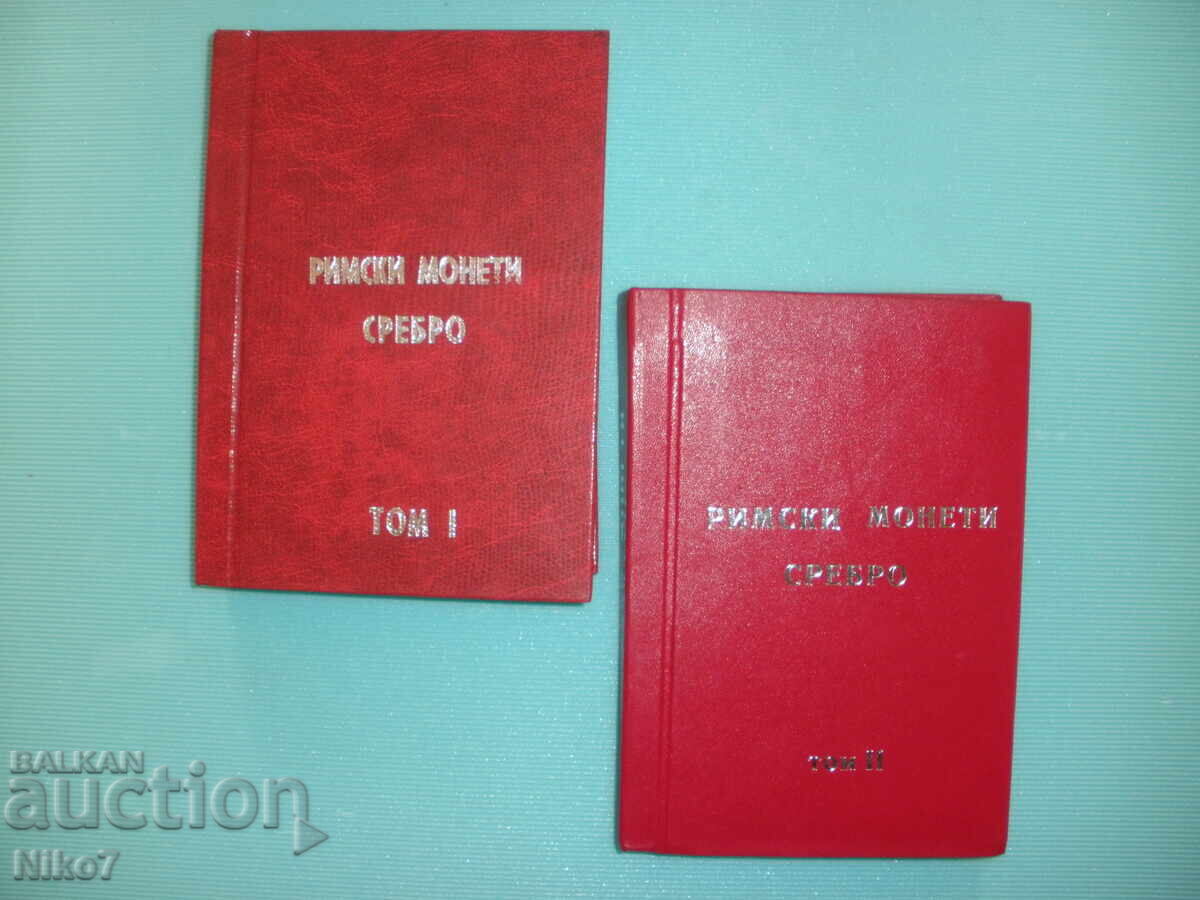 РИМСКИ МОНЕТИ
СРЕБРО
ТОМ I
РИМСКИ МОНЕТИ
СРЕБРО
том II
BALKAN
auction
Niko7